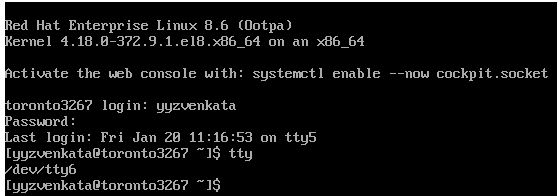 Red Hat Enterprise Linux 8.6 (Ootpa)
Kernel 4.18.0-372.9.1.el8.x86_64 on an x86_64
Activate the web console with: systemctl enable --now cockpit.socket
toronto3267 login: yyzvenkata
Password:
Last login: Fri Jan 20 11:16:53 on tty5
[yyzvenkata@toronto3267 ~]$ tty
/dev/tty6
[yyzvenkata@toronto3267 ~]$